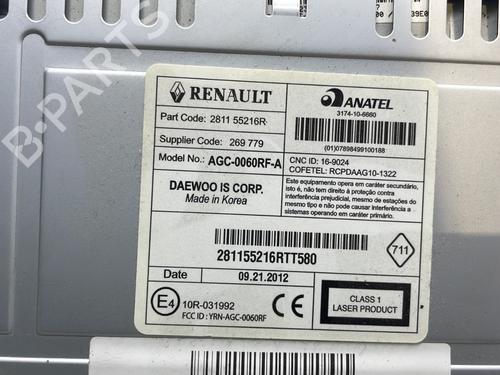 B-PARTS
39E0
RENAULT
Part Code: 2811 55216R
Supplier Code: 269 779
Model No.: AGC-0060RF-A
DAEWOO IS CORP.
Made in Korea
ANATEL
3174-10-6660
(01)07898499100188
CNC ID: 16-9024
COFETEL: RCPDAAG10-1322
Este equipamento opera em caráter secundário,
isto é, não tem direito à proteção contra
interferência prejudicial, mesmo de estações do
mesmo tipo, e não pode causar interferência a
sistemas operando em caráter primário.
281155216RTT580
711
Date 09.21.2012
E4 10R-031992 CE
FCC ID : YRN-AGC-0060RF
CLASS 1
LASER PRODUCT